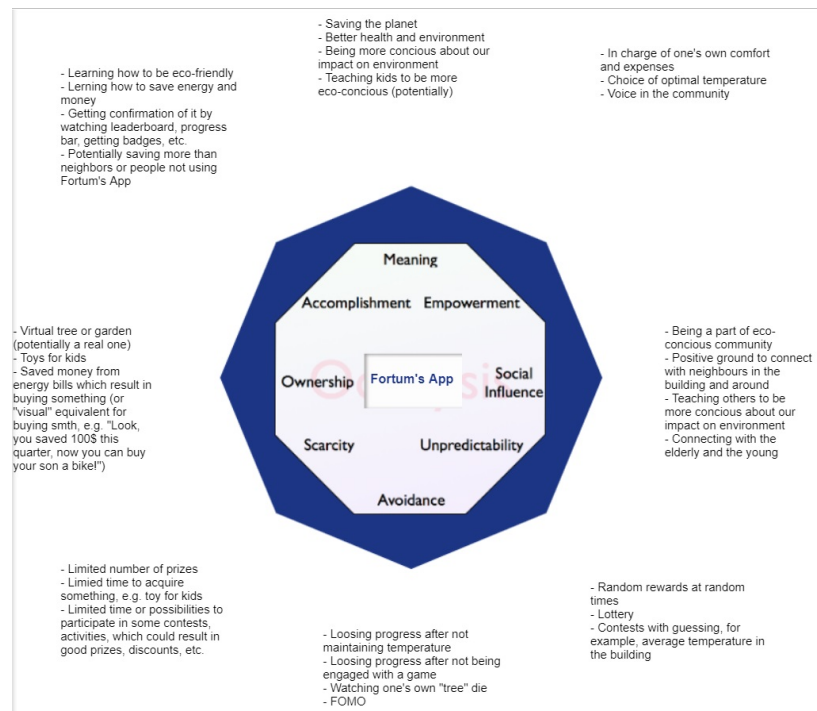 - Saving the planet
- Better health and environment
- Being more concious about our
impact on environment
- Teaching kids to be more
eco-concious (potentially)
- In charge of one's own comfort
and expenses
- Choice of optimal temperature
- Voice in the community
- Learning how to be eco-friendly
- Lerning how to save energy and
money
- Getting confirmation of it by
watching leaderboard, progress
bar, getting badges, etc.
- Potentially saving more than
neighbors or people not using
Fortum's App
Meaning
Accomplishment
Empowerment
Ownership
Fortum's App
Social
Influence
Scarcity
Unpredictability
Avoidance
- Virtual tree or garden
(potentially a real one)
- Toys for kids
- Saved money from
energy bills which result in
buying something (or
"visual" equivalent for
buying smth, e.g. "Look,
you saved 100$ this
quarter, now you can buy
your son a bike!")
- Being a part of eco-
concious community
- Positive ground to connect
with neighbours in the
building and around
- Teaching others to be
more concious about our
impact on environment
- Connecting with the
elderly and the young
- Limited number of prizes
- Limied time to acquire
something, e.g. toy for kids
- Limited time or possibilities to
participate in some contests,
activities, which could result in
good prizes, discounts, etc.
- Loosing progress after not
maintaining temperature
- Loosing progress after not being
engaged with a game
- Watching one's own "tree" die
- FOMO
- Random rewards at random
times
- Lottery
- Contests with guessing, for
example, average temperature in
the building